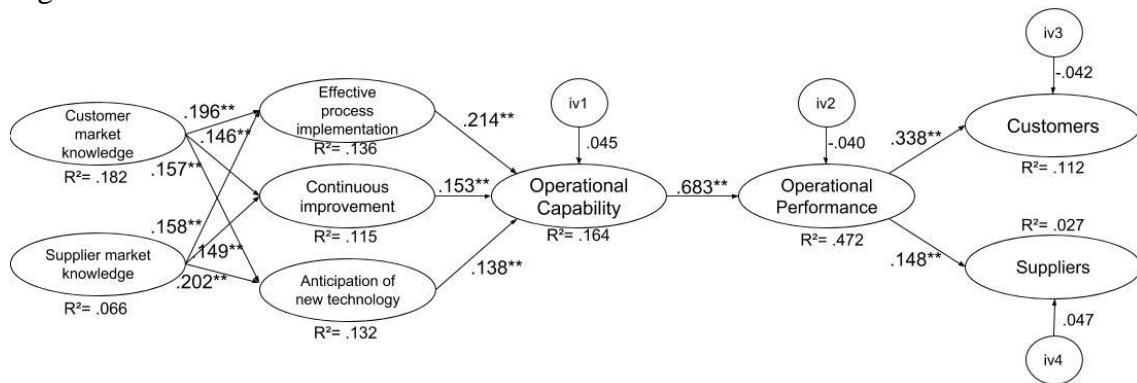 iv3
-.042
Customer
market
knowledge
R²= .182
.196**
.146**
.157**
Effective
process
implementation
R²= .136
.214**
iv1
.045
iv2
-.040
.338**
Customers
R²= .112
Continuous
improvement
R²= .115
.153**
Operational
Capability
R²= .164
.683**
Operational
Performance
R²= .472
.158**
.149**
.202**
Supplier market
knowledge
R²= .066
Anticipation of
new technology
R²= .132
.138**
.148**
R²= .027
Suppliers
.047
iv4